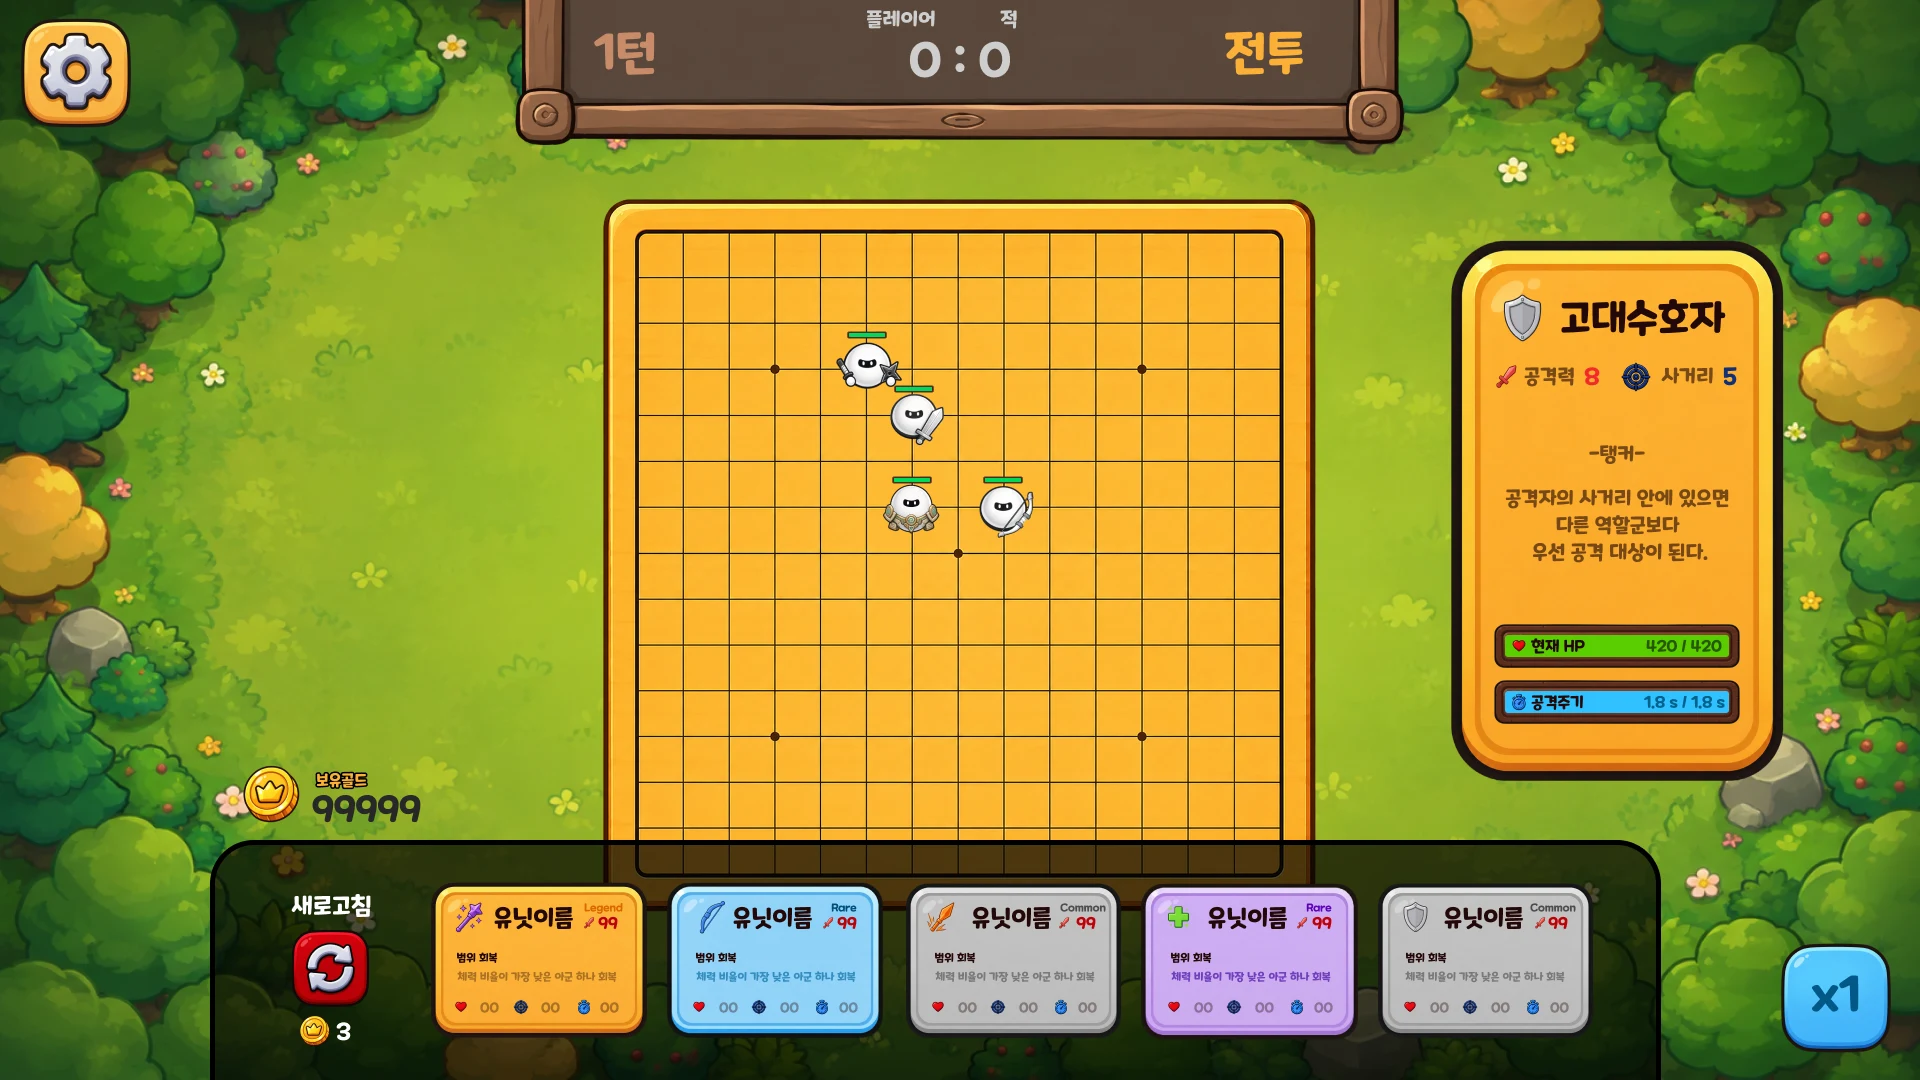 플레이어 적
1턴 0 : 0 전투
고대수호자
공격력 8 사거리 5
-탱커-
공격자의 사거리 안에 있으면
다른 역할군보다
우선 공격 대상이 된다.
현재 HP 420 / 420
공격주기 1.8 s / 1.8 s
보유골드
99999
새로고침
3
Legend
유닛이름 99
범위 회복
체력 비율이 가장 낮은 아군 하나 회복
00 00 00
Rare
유닛이름 99
범위 회복
체력 비율이 가장 낮은 아군 하나 회복
00 00 00
Common
유닛이름 99
범위 회복
체력 비율이 가장 낮은 아군 하나 회복
00 00 00
Rare
유닛이름 99
범위 회복
체력 비율이 가장 낮은 아군 하나 회복
00 00 00
Common
유닛이름 99
범위 회복
체력 비율이 가장 낮은 아군 하나 회복
00 00 00
x1